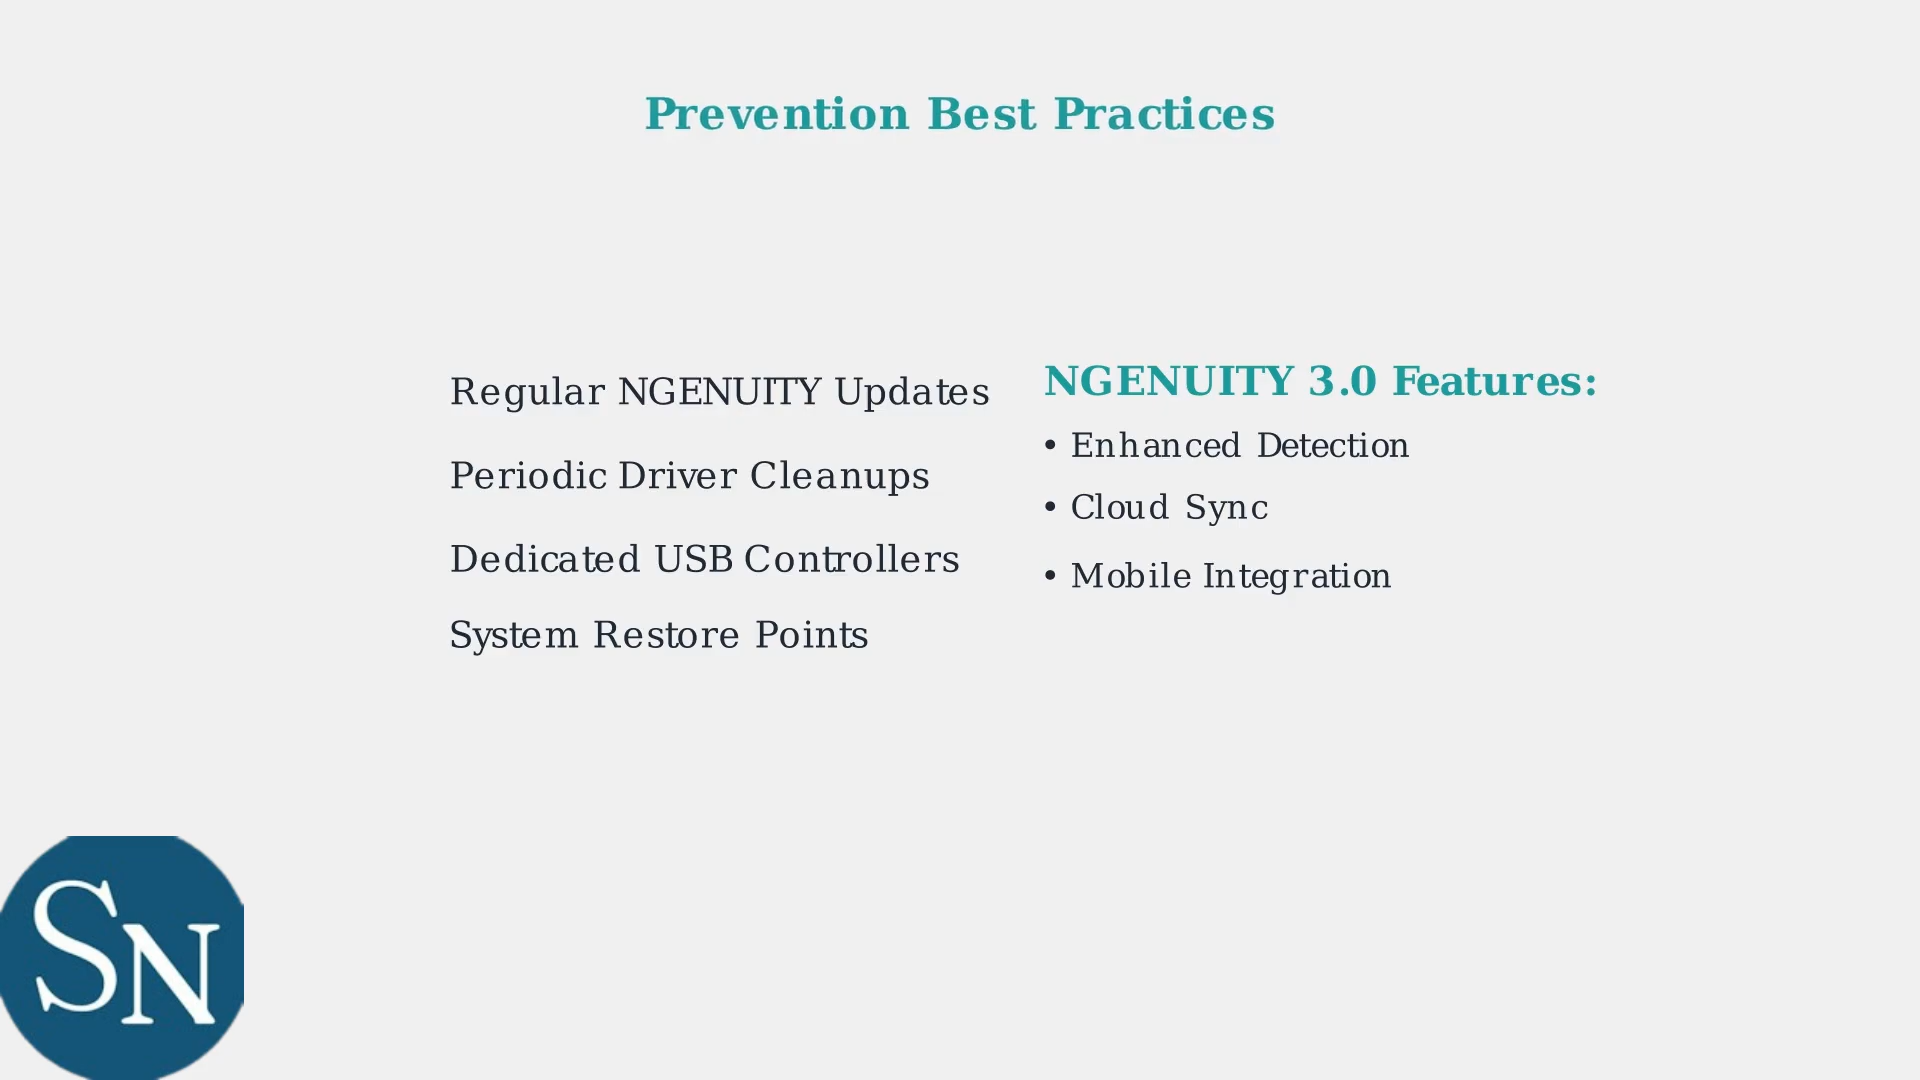 Prevention Best Practices
Regular NGENUITY Updates
Periodic Driver Cleanups
Dedicated USB Controllers
System Restore Points
NGENUITY 3.0 Features:
• Enhanced Detection
• Cloud Sync
• Mobile Integration
SN